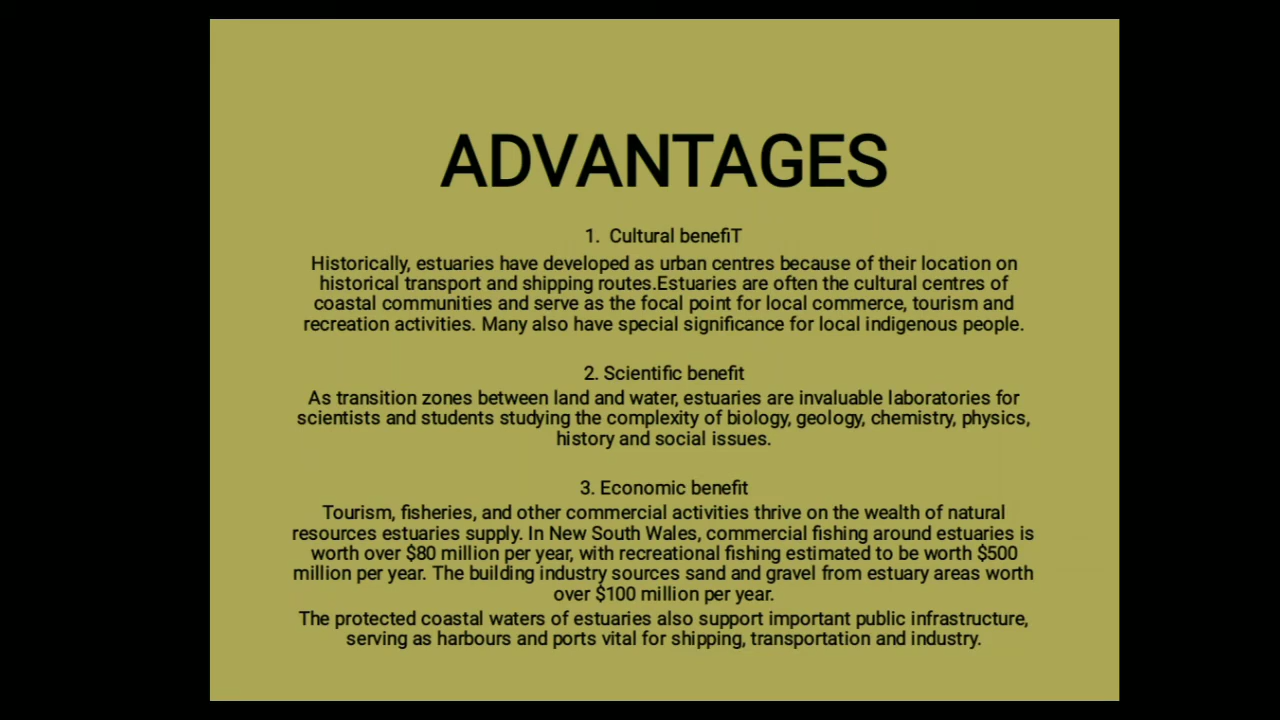 ADVANTAGES
1. Cultural benefiT
Historically, estuaries have developed as urban centres because of their location on
historical transport and shipping routes.Estuaries are often the cultural centres of
coastal communities and serve as the focal point for local commerce, tourism and
recreation activities. Many also have special significance for local indigenous people.
2. Scientific benefit
As transition zones between land and water, estuaries are invaluable laboratories for
scientists and students studying the complexity of biology, geology, chemistry, physics,
history and social issues.
3. Economic benefit
Tourism, fisheries, and other commercial activities thrive on the wealth of natural
resources estuaries supply. In New South Wales, commercial fishing around estuaries is
worth over $80 million per year, with recreational fishing estimated to be worth $500
million per year. The building industry sources sand and gravel from estuary areas worth
over $100 million per year.
The protected coastal waters of estuaries also support important public infrastructure,
serving as harbours and ports vital for shipping, transportation and industry.